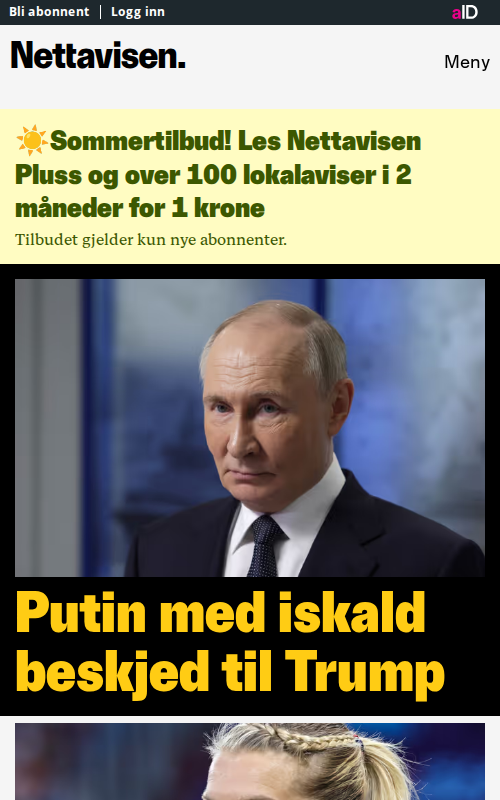 Bli abonnent
Logg inn
aID
Nettavisen.
Meny
☀️Sommertilbud! Les Nettavisen
Pluss og over 100 lokalaviser i 2
måneder for 1 krone
Tilbudet gjelder kun nye abonnenter.
Putin med iskald
beskjed til Trump